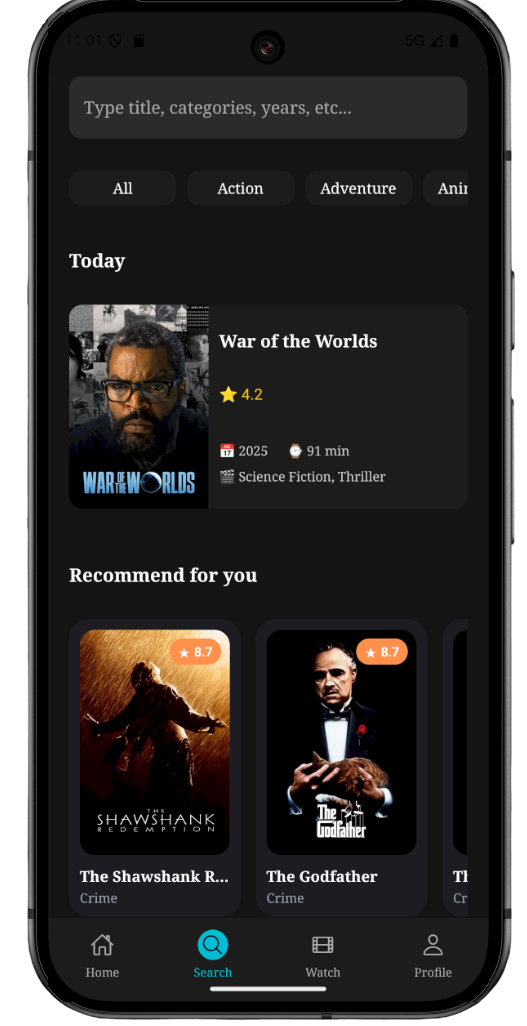 11:01 5G
Type title, categories, years, etc...
All Action Adventure Anir
Today
War of the Worlds
4.2
2025 91 min
Science Fiction, Thriller
WAR OF THE WORLDS
Recommend for you
★ 8.7 ★ 8.7
THE
SHAWSHANK
REDEMPTION
The
Godfather
The Shawshank R... The Godfather Th
Crime Crime Cr
Home Search Watch Profile